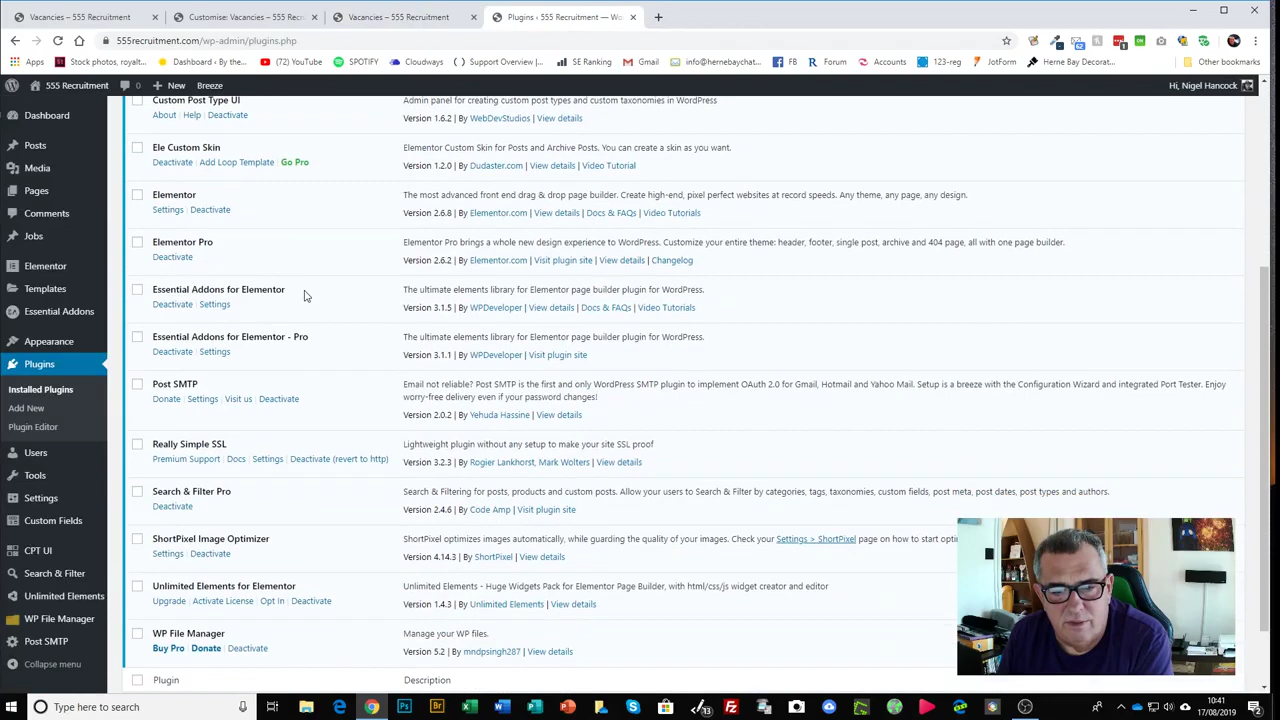 Vacancies – 555 Recruitment
Customise: Vacancies – 555 Recr
Vacancies – 555 Recruitment
Plugins ‹ 555 Recruitment — Wo
555recruitment.com/wp-admin/plugins.php
Apps
Stock photos, royalt...
Dashboard ‹ By the...
(72) YouTube
SPOTIFY
Cloudways
Support Overview ...
SE Ranking
Gmail
info@hernebaychat...
FB
Forum
Accounts
123-reg
JotForm
Herne Bay Decorat...
Other bookmarks
555 Recruitment
0
New
Breeze
Hi, Nigel Hancock
Dashboard
Posts
Media
Pages
Comments
Jobs
Elementor
Templates
Essential Addons
Appearance
Plugins
Installed Plugins
Add New
Plugin Editor
Users
Tools
Settings
Custom Fields
CPT UI
Search & Filter
Unlimited Elements
WP File Manager
Post SMTP
Collapse menu
Custom Post Type UI
Admin panel for creating custom post types and custom taxonomies in WordPress
About | Help | Deactivate
Version 1.6.2 | By WebDevStudios | View details
Ele Custom Skin
Elementor Custom Skin for Posts and Archive Posts. You can create a skin as you want.
Deactivate | Add Loop Template | Go Pro
Version 1.2.0 | By Dudaster.com | View details | Video Tutorial
Elementor
The most advanced front end drag & drop page builder. Create high-end, pixel perfect websites at record speeds. Any theme, any page, any design.
Settings | Deactivate
Version 2.6.8 | By Elementor.com | View details | Docs & FAQs | Video Tutorials
Elementor Pro
Elementor Pro brings a whole new design experience to WordPress. Customize your entire theme: header, footer, single post, archive and 404 page, all with one page builder.
Deactivate
Version 2.6.2 | By Elementor.com | Visit plugin site | View details | Changelog
Essential Addons for Elementor
The ultimate elements library for Elementor page builder plugin for WordPress.
Deactivate | Settings
Version 3.1.5 | By WPDeveloper | View details | Docs & FAQs | Video Tutorials
Essential Addons for Elementor - Pro
The ultimate elements library for Elementor page builder plugin for WordPress.
Deactivate | Settings
Version 3.1.1 | By WPDeveloper | Visit plugin site
Post SMTP
Email not reliable? Post SMTP is the first and only WordPress SMTP plugin to implement OAuth 2.0 for Gmail, Hotmail and Yahoo Mail. Setup is a breeze with the Configuration Wizard and integrated Port Tester. Enjoy
worry-free delivery even if your password changes!
Donate | Settings | Visit us | Deactivate
Version 2.0.2 | By Yehuda Hassine | View details
Really Simple SSL
Lightweight plugin without any setup to make your site SSL proof
Premium Support | Docs | Settings | Deactivate (revert to http)
Version 3.2.3 | By Rogier Lankhorst, Mark Wolters | View details
Search & Filter Pro
Search & Filtering for posts, products and custom posts. Allow your users to Search & Filter by categories, tags, taxonomies, custom fields, post meta, post dates, post types and authors.
Deactivate
Version 2.4.6 | By Code Amp | Visit plugin site
ShortPixel Image Optimizer
ShortPixel optimizes images automatically, while guarding the quality of your images. Check your Settings > ShortPixel page on how to start opti
Settings | Deactivate
Version 4.14.3 | By ShortPixel | View details
Unlimited Elements for Elementor
Unlimited Elements - Huge Widgets Pack for Elementor Page Builder, with html/css/js widget creator and editor
Upgrade | Activate License | Opt In | Deactivate
Version 1.4.3 | By Unlimited Elements | View details
WP File Manager
Manage your WP files.
Buy Pro | Donate | Deactivate
Version 5.2 | By mndpsingh287 | View details
Plugin
Description
Type here to search
10:41
17/08/2019